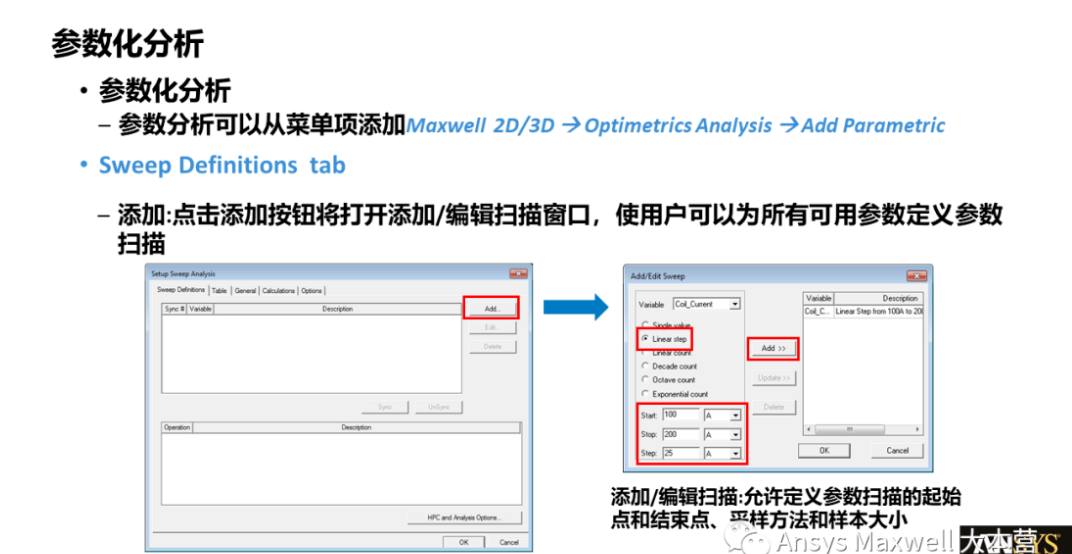 参数化分析
• 参数化分析
– 参数分析可以从菜单项添加Maxwell 2D/3D → Optimetrics Analysis → Add Parametric
• Sweep Definitions tab
– 添加:点击添加按钮将打开添加/编辑扫描窗口，使用户可以为所有可用参数定义参数
扫描
Setup Sweep Analysis
Sweep Definitions Table General Calculations Options
Sync # Variable Description
Add...
Edit...
Delete
Sync UnSync
Operation Description
HPC and Analysis Options...
OK Cancel
Add/Edit Sweep
Variable Coil_Current
Single value
Linear step
Linear count
Decade count
Octave count
Exponential count
Start: 100 A
Stop: 200 A
Step: 25 A
Add >>
Update >>
Delete
Variable Description
Coil_C... Linear Step from 100A to 200
OK Cancel
添加/编辑扫描:允许定义参数扫描的起始
点和结束点、采样方法和样本大小
Ansys Maxwell 大本营